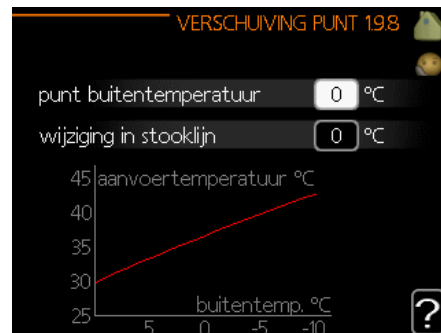 VERSCHUIVING PUNT 1.9.8
punt buitentemperatuur 0 °C
wijziging in stooklijn 0 °C
45 aanvoertemperatuur °C
40
35
30
25
buitentemp. °C
5 0 -5 -10
?